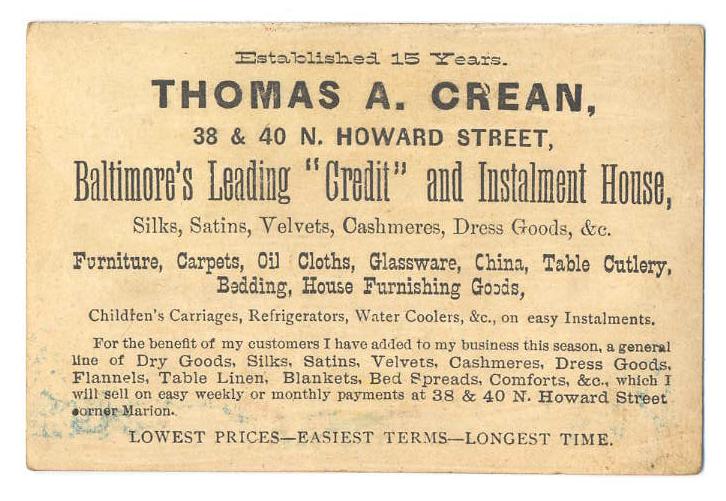 Established 15 Years.
THOMAS A. CREAN,
38 & 40 N. HOWARD STREET,
Baltimore's Leading "Credit" and Instalment House,
Silks, Satins, Velvets, Cashmeres, Dress Goods, &c.
Furniture, Carpets, Oil Cloths, Glassware, China, Table Cutlery,
Bedding, House Furnishing Goods,
Children's Carriages, Refrigerators, Water Coolers, &c., on easy Instalments.
For the benefit of my customers I have added to my business this season, a general
line of Dry Goods, Silks, Satins, Velvets, Cashmeres, Dress Goods,
Flannels, Table Linen, Blankets, Bed Spreads, Comforts, &c., which I
will sell on easy weekly or monthly payments at 38 & 40 N. Howard Street
corner Marion.
LOWEST PRICES—EASIEST TERMS—LONGEST TIME.